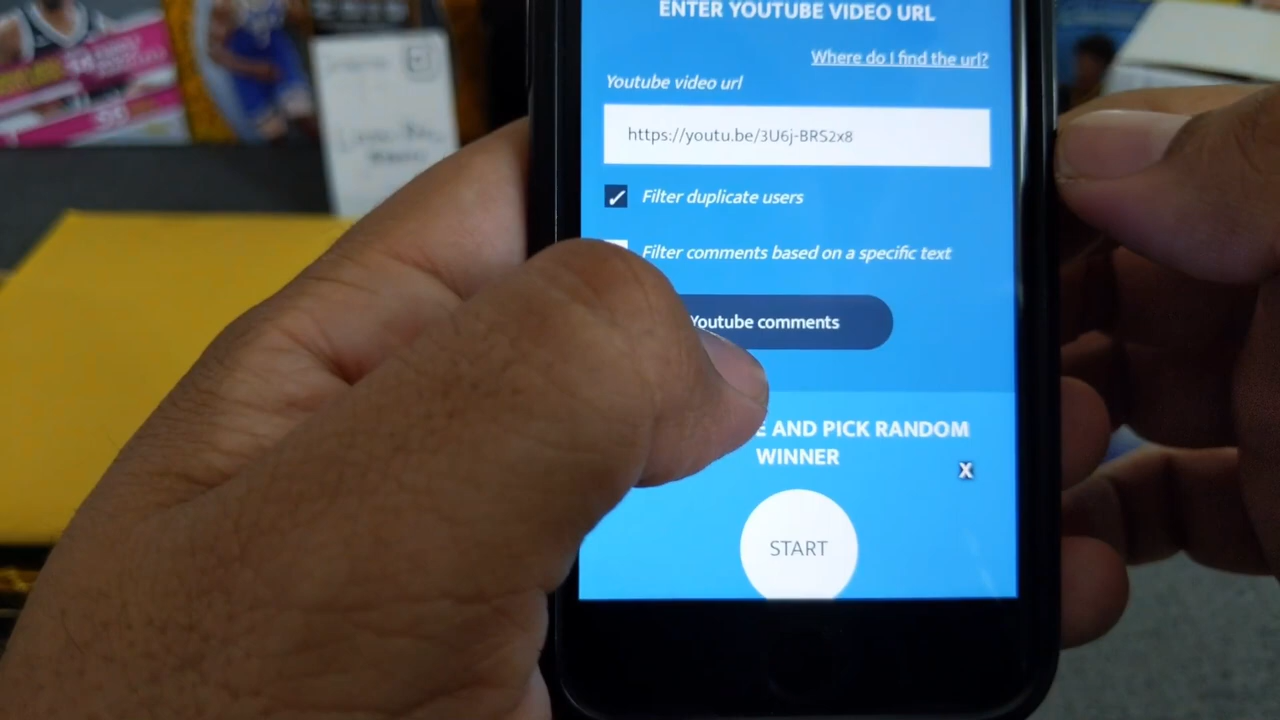 ENTER YOUTUBE VIDEO URL
Where do I find the url?
Youtube video url
https://youtu.be/3U6j-BRS2x8
Filter duplicate users
Filter comments based on a specific text
Youtube comments
AND PICK RANDOM
WINNER
X
START